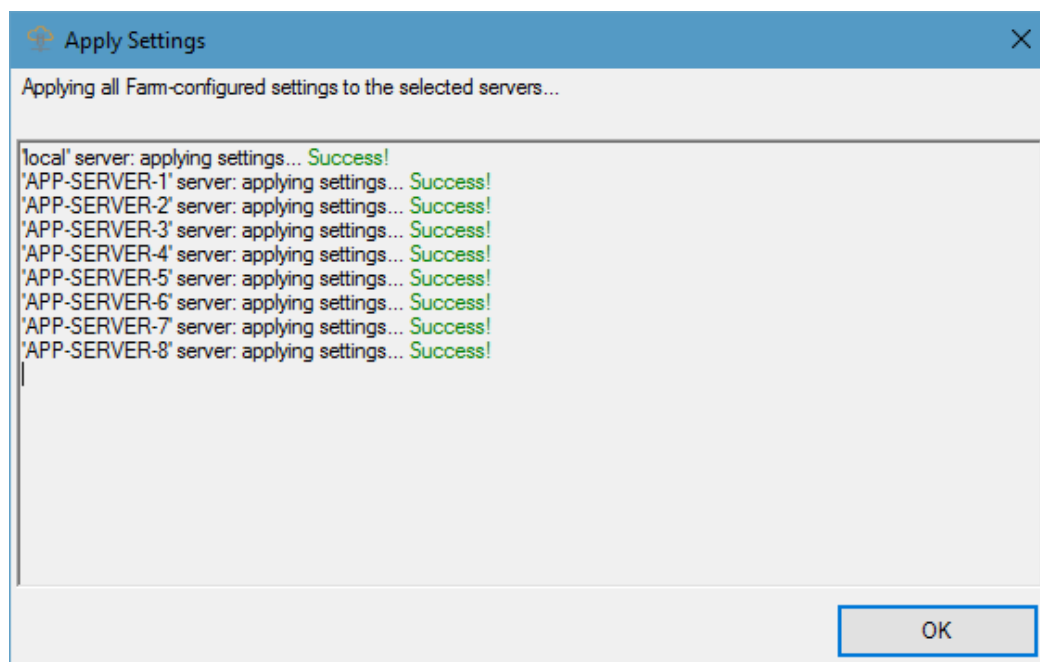 Apply Settings
Applying all Farm-configured settings to the selected servers...
'local' server: applying settings... Success!
'APP-SERVER-1' server: applying settings... Success!
'APP-SERVER-2' server: applying settings... Success!
'APP-SERVER-3' server: applying settings... Success!
'APP-SERVER-4' server: applying settings... Success!
'APP-SERVER-5' server: applying settings... Success!
'APP-SERVER-6' server: applying settings... Success!
'APP-SERVER-7' server: applying settings... Success!
'APP-SERVER-8' server: applying settings... Success!
OK